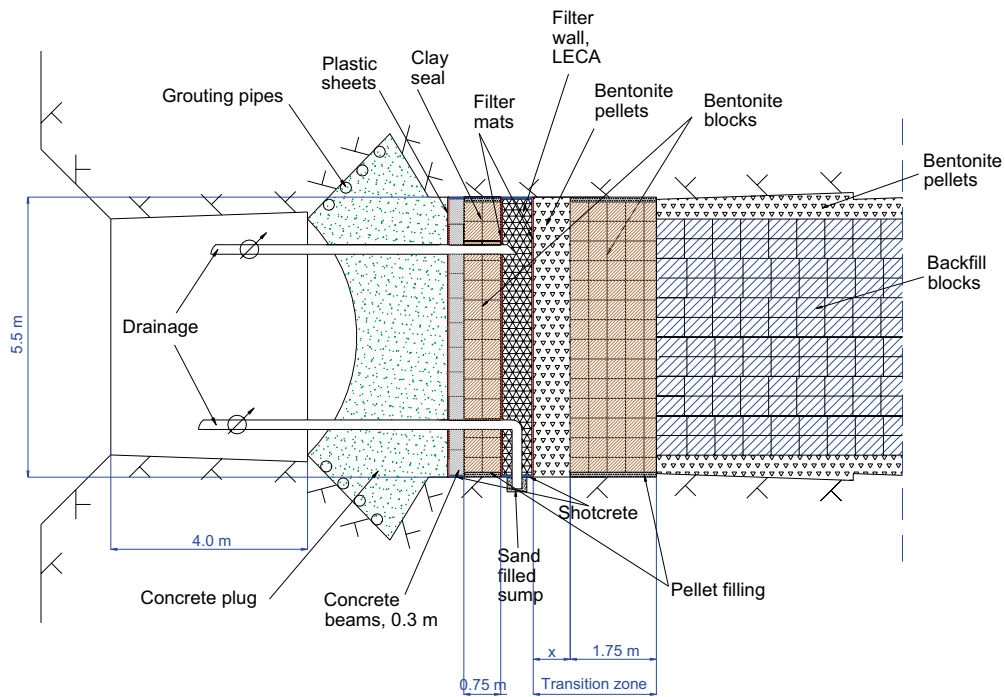 Filter
wall,
LECA
Plastic
sheets
Clay
seal
Grouting pipes
Filter
mats
Bentonite
pellets
Bentonite
blocks
Bentonite
pellets
Backfill
blocks
Drainage
5.5 m
4.0 m
Concrete plug
Concrete
beams, 0.3 m
Sand
filled
sump
Shotcrete
Pellet filling
x
1.75 m
0.75 m
Transition zone